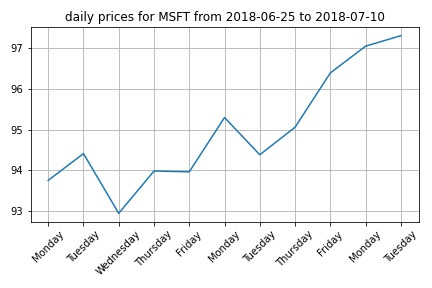 daily prices for MSFT from 2018-06-25 to 2018-07-10
97
96
95
94
93
Monday
Tuesday
Wednesday
Thursday
Friday
Monday
Tuesday
Thursday
Friday
Monday
Tuesday